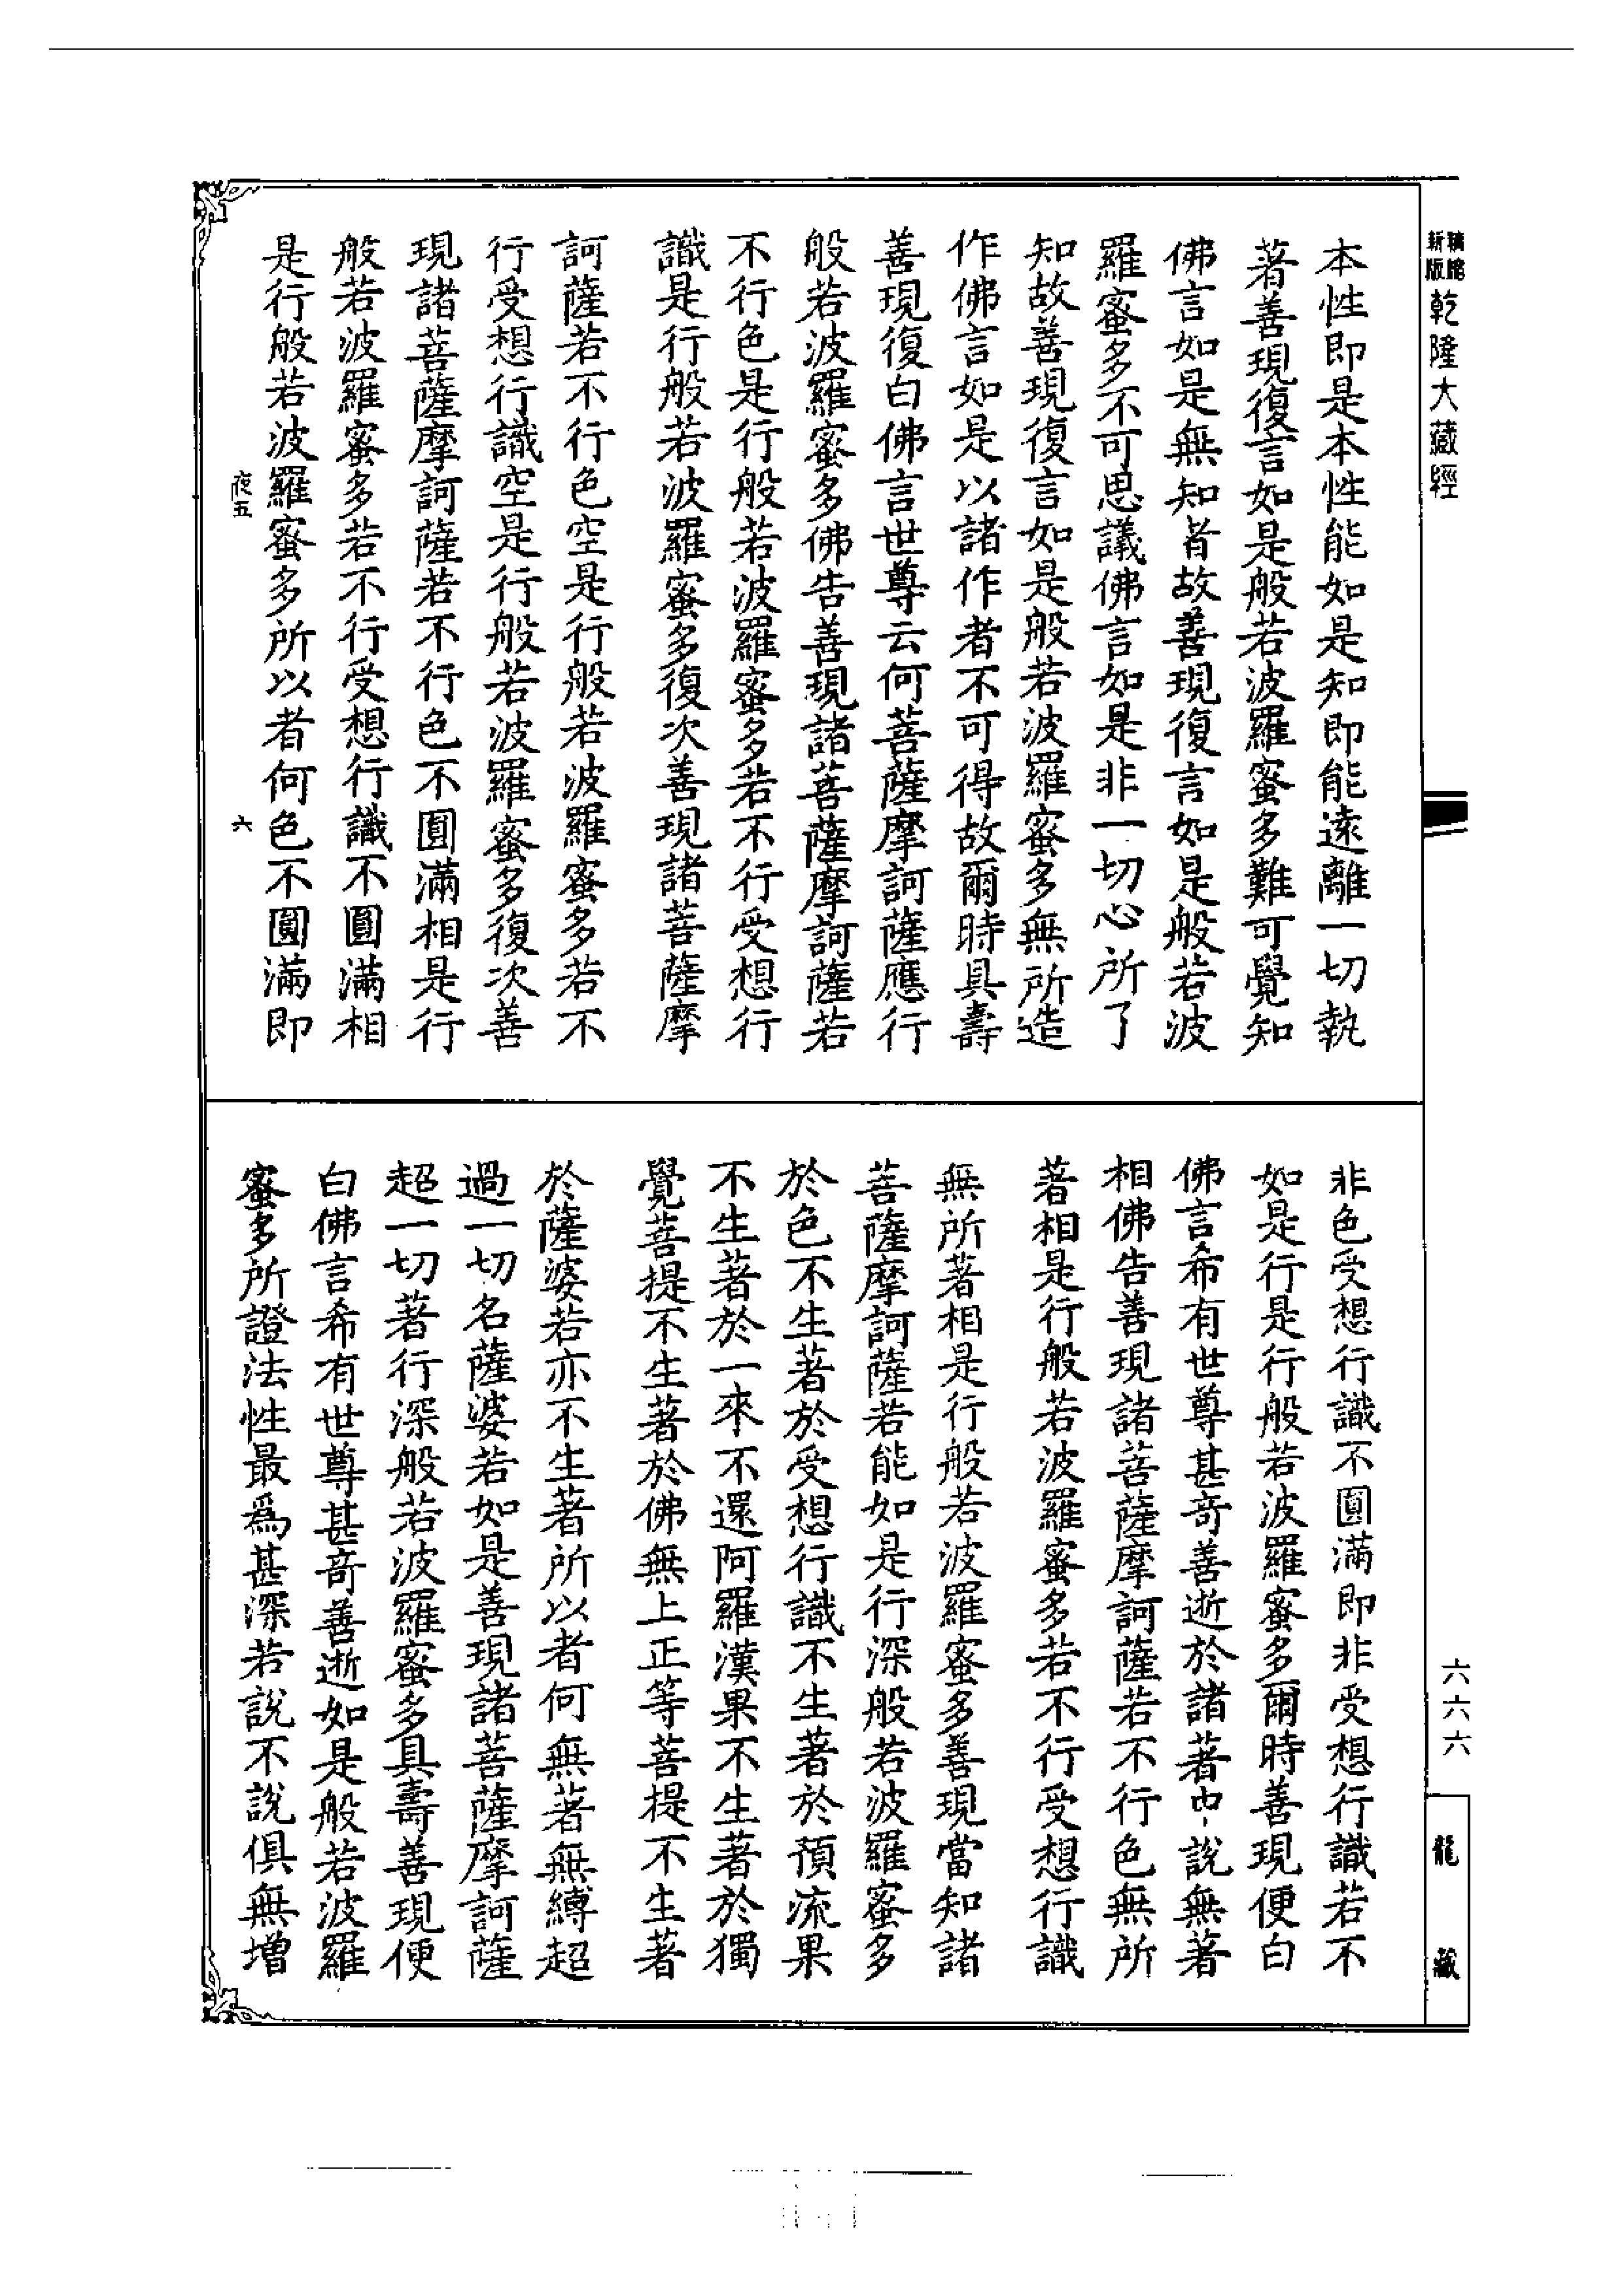 新版
乾隆大藏經
本性即是本性能如是知即能遠離一切執
著善現復言如是般若波羅蜜多難可覺知
佛言如是無知者故善現復言如是般若波
羅蜜多不可思議佛言如是非一切心所了
知故善現復言如是般若波羅蜜多無所造
作佛言如是以諸作者不可得故爾時具壽
善現復白佛言世尊云何菩薩摩訶薩應行
般若波羅蜜多佛告善現諸菩薩摩訶薩若
不行色是行般若波羅蜜多若不行受想行
識是行般若波羅蜜多復次善現諸菩薩摩
訶薩若不行色空是行般若波羅蜜多若不
行受想行識空是行般若波羅蜜多復次善
現諸菩薩摩訶薩若不行色不圓滿相是行
般若波羅蜜多若不行受想行識不圓滿相
是行般若波羅蜜多所以者何色不圓滿即
夜五
六
非色受想行識不圓滿即非受想行識若不
如是行是行般若波羅蜜多爾時善現便白
佛言希有世尊甚奇善逝於諸著中說無著
相佛告善現諸菩薩摩訶薩若不行色無所
著相是行般若波羅蜜多若不行受想行識
無所著相是行般若波羅蜜多善現當知諸
菩薩摩訶薩若能如是行深般若波羅蜜多
於色不生著於受想行識不生著於預流果
不生著於一來不還阿羅漢果不生著於獨
覺菩提不生著於佛無上正等菩提不生著
於薩婆若亦不生著所以者何無著無縛超
過一切名薩婆若如是善現諸菩薩摩訶薩
超一切著行深般若波羅蜜多具壽善現便
白佛言希有世尊甚奇善逝如是般若波羅
蜜多所證法性最爲甚深若說不說俱無增
六六六
龍藏